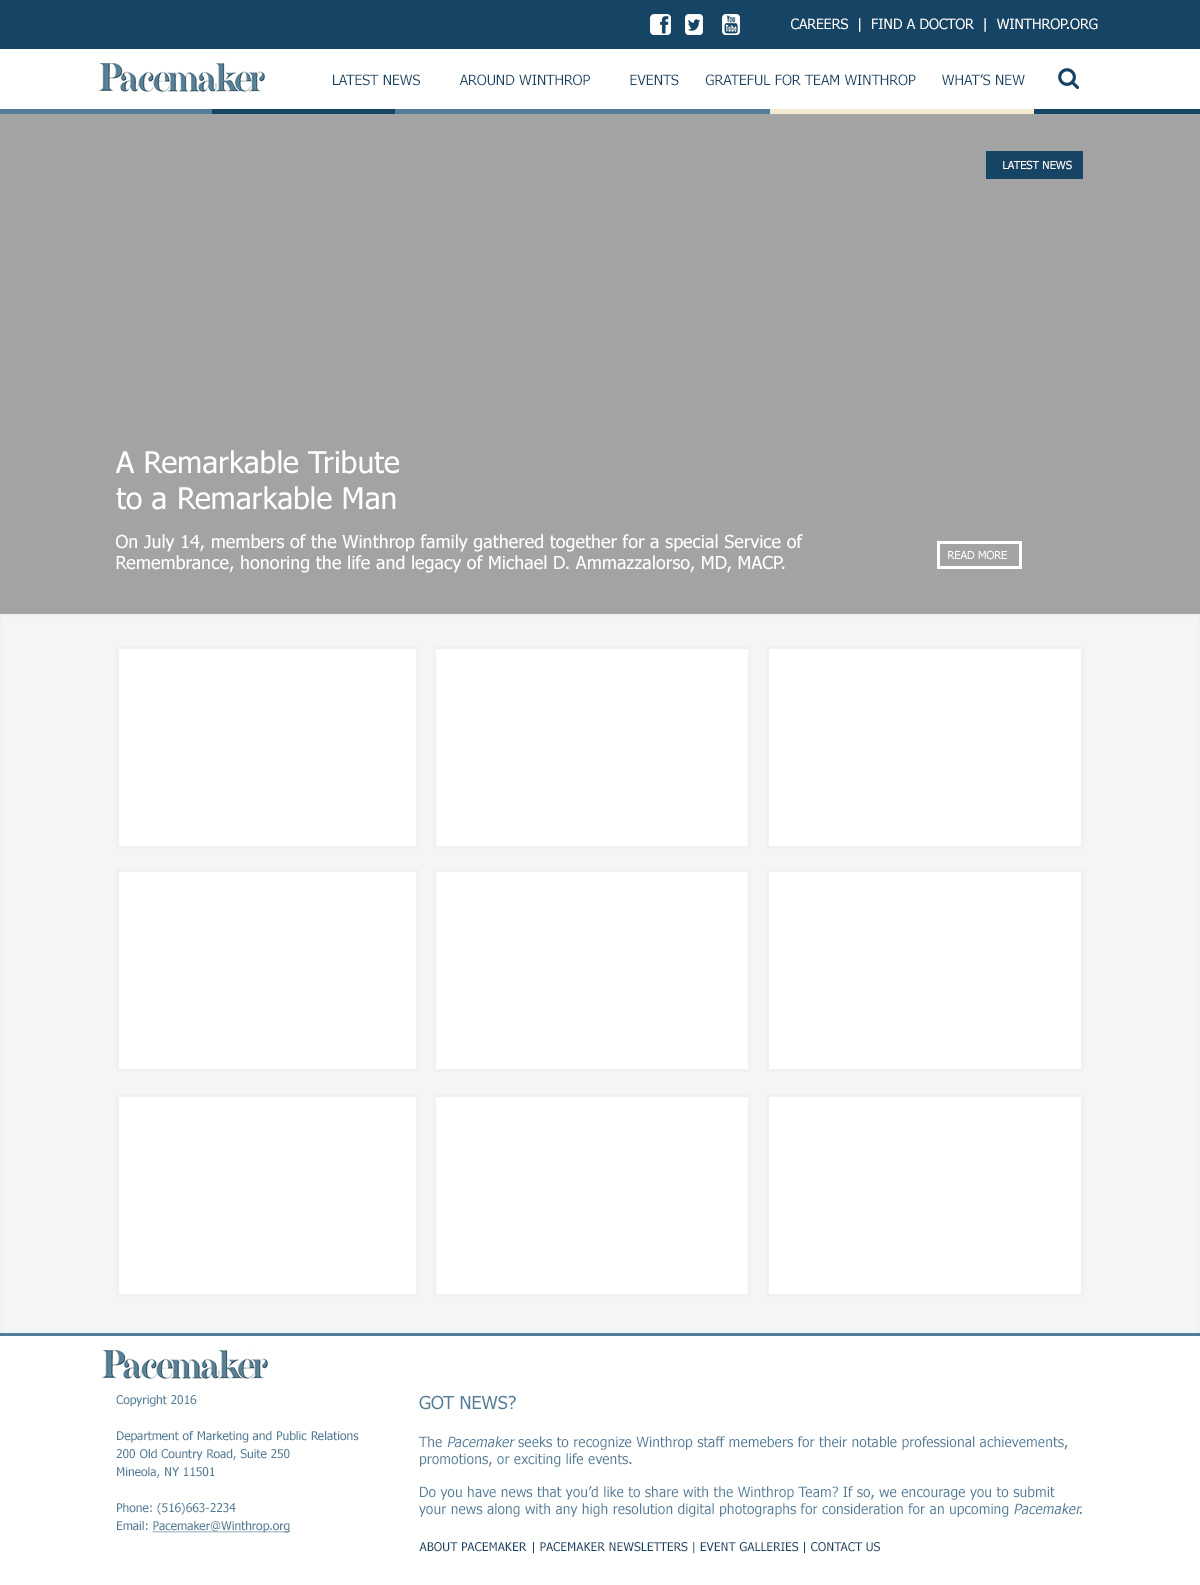 You Tube
CAREERS | FIND A DOCTOR | WINTHROP.ORG
Pacemaker
LATEST NEWS AROUND WINTHROP EVENTS GRATEFUL FOR TEAM WINTHROP WHAT'S NEW
LATEST NEWS
A Remarkable Tribute
to a Remarkable Man
On July 14, members of the Winthrop family gathered together for a special Service of
Remembrance, honoring the life and legacy of Michael D. Ammazzalorso, MD, MACP.
READ MORE
Pacemaker
Copyright 2016
Department of Marketing and Public Relations
200 Old Country Road, Suite 250
Mineola, NY 11501
Phone: (516)663-2234
Email: Pacemaker@Winthrop.org
GOT NEWS?
The Pacemaker seeks to recognize Winthrop staff memebers for their notable professional achievements,
promotions, or exciting life events.
Do you have news that you’d like to share with the Winthrop Team? If so, we encourage you to submit
your news along with any high resolution digital photographs for consideration for an upcoming Pacemaker.
ABOUT PACEMAKER | PACEMAKER NEWSLETTERS | EVENT GALLERIES | CONTACT US